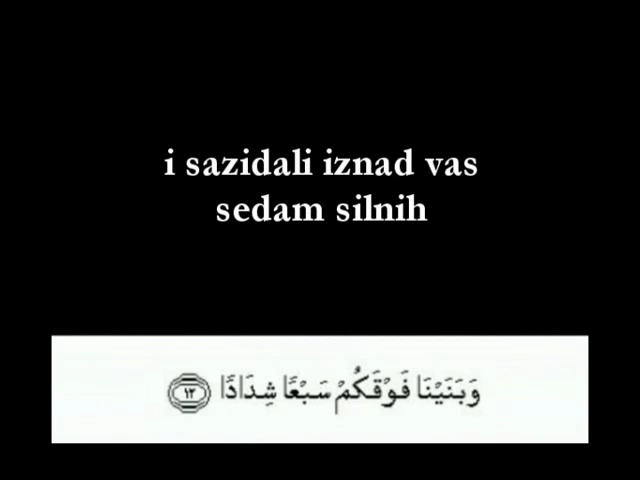 i sazidali iznad vas
sedam silnih
وَبَنَيْنَا فَوْقَكُمْ سَبْعًا شِدَادًا ١٢